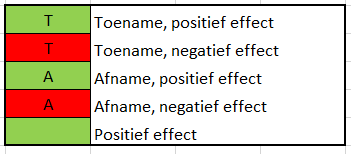 T Toename, positief effect
T Toename, negatief effect
A Afname, positief effect
A Afname, negatief effect
Positief effect